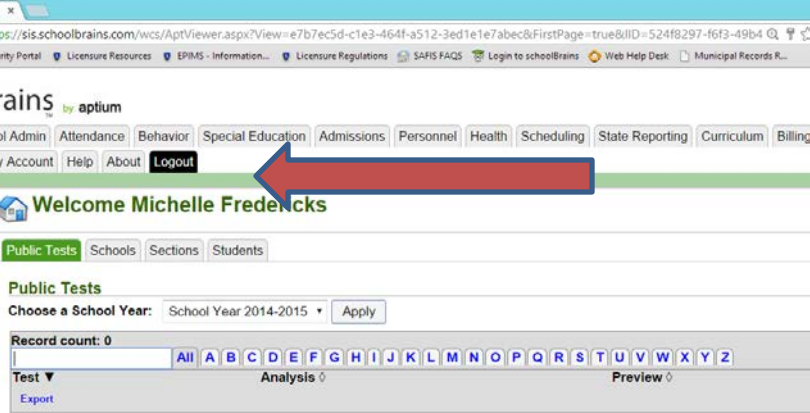 ps://sis.schoolbrains.com/wcs/AptViewer.aspx?View=e7b7ec5d-c1e3-464f-a512-3ed1e1e7abec&FirstPage=true&IID=524f8297-f6f3-49b4
rity Portal Licensure Resources EPIMS - Information... Licensure Regulations SAFIS FAQS Login to schoolBrains Web Help Desk Municipal Records R...
rains TM by aptium
ol Admin Attendance Behavior Special Education Admissions Personnel Health Scheduling State Reporting Curriculum Billing
y Account Help About Logout
Welcome Michelle Fredericks
Public Tests Schools Sections Students
Public Tests
Choose a School Year: School Year 2014-2015 Apply
Record count: 0
All A B C D E F G H I J K L M N O P Q R S T U V W X Y Z
Test ▼ Analysis ◊ Preview ◊
Export